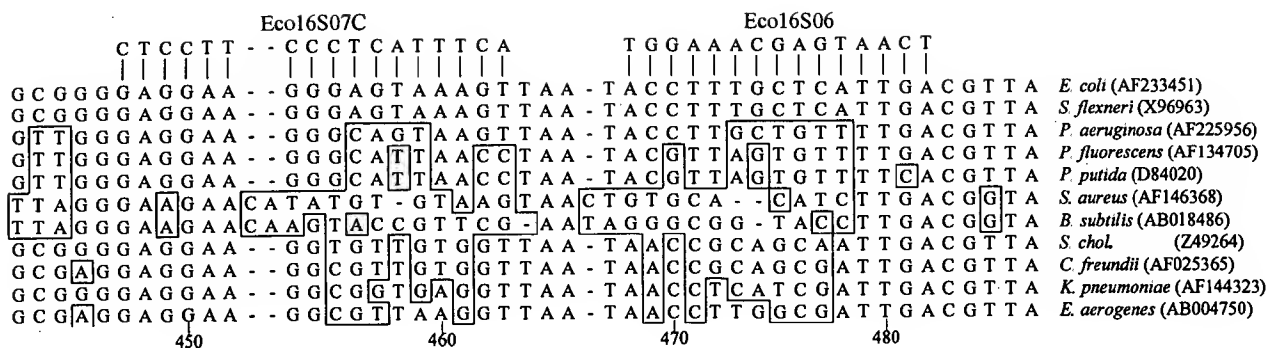 Eco16S07C Eco16S06
C T C C T T - - C C C T C A T T T C A T G G A A A C G A G T A A C T
G C G G G G A G G A A - - G G G A G T A A A G T T A A - T A C C T T T G C T C A T T G A C G T T A E. coli (AF233451)
G C G G G G A G G A A - - G G G A G T A A A G T T A A - T A C C T T T G C T C A T T G A C G T T A S. flexneri (X96963)
G T T G G G A G G A A - - G G G C A G T A A G T T A A - T A C C T T G C T G T T T T G A C G T T A P. aeruginosa (AF225956)
G T T G G G A G G A A - - G G G C A T T A A C C T A A - T A C G T T A G T G T T T T G A C G T T A P. fluorescens (AF134705)
G T T G G G A G G A A - - G G G C A T T A A C C T A A - T A C G T T A G T G T T T T C A C G T T A P. putida (D84020)
T T A G G G A A G A A C A T A T G T - G T A A G T A A C T G T G C A - - C A T C T T G A C G G T A S. aureus (AF146368)
T T A G G G A A G A A C A A G T A C C G T T C G - A A T A G G G C G G - T A C C T T G A C G G T A B. subtilis (AB018486)
G C G G G G A G G A A - - G G T G T T G T G G T T A A - T A A C C G C A G C A A T T G A C G T T A S. chol. (Z49264)
G C G A G G A G G A A - - G G C G T T G T G G T T A A - T A A C C G C A G C G A T T G A C G T T A C. freundii (AF025365)
G C G G G G A G G A A - - G G C G G T G A G G T T A A - T A A C C T C A T C G A T T G A C G T T A K. pneumoniae (AF144323)
G C G A G G A G G A A - - G G C G T T A A G G T T A A - T A A C C T T G G C G A T T G A C G T T A E. aerogenes (AB004750)
450 460 470 480